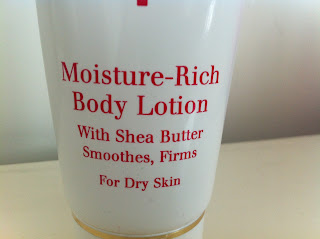 Moisture-Rich
Body Lotion
With Shea Butter
Smoothes, Firms
For Dry Skin